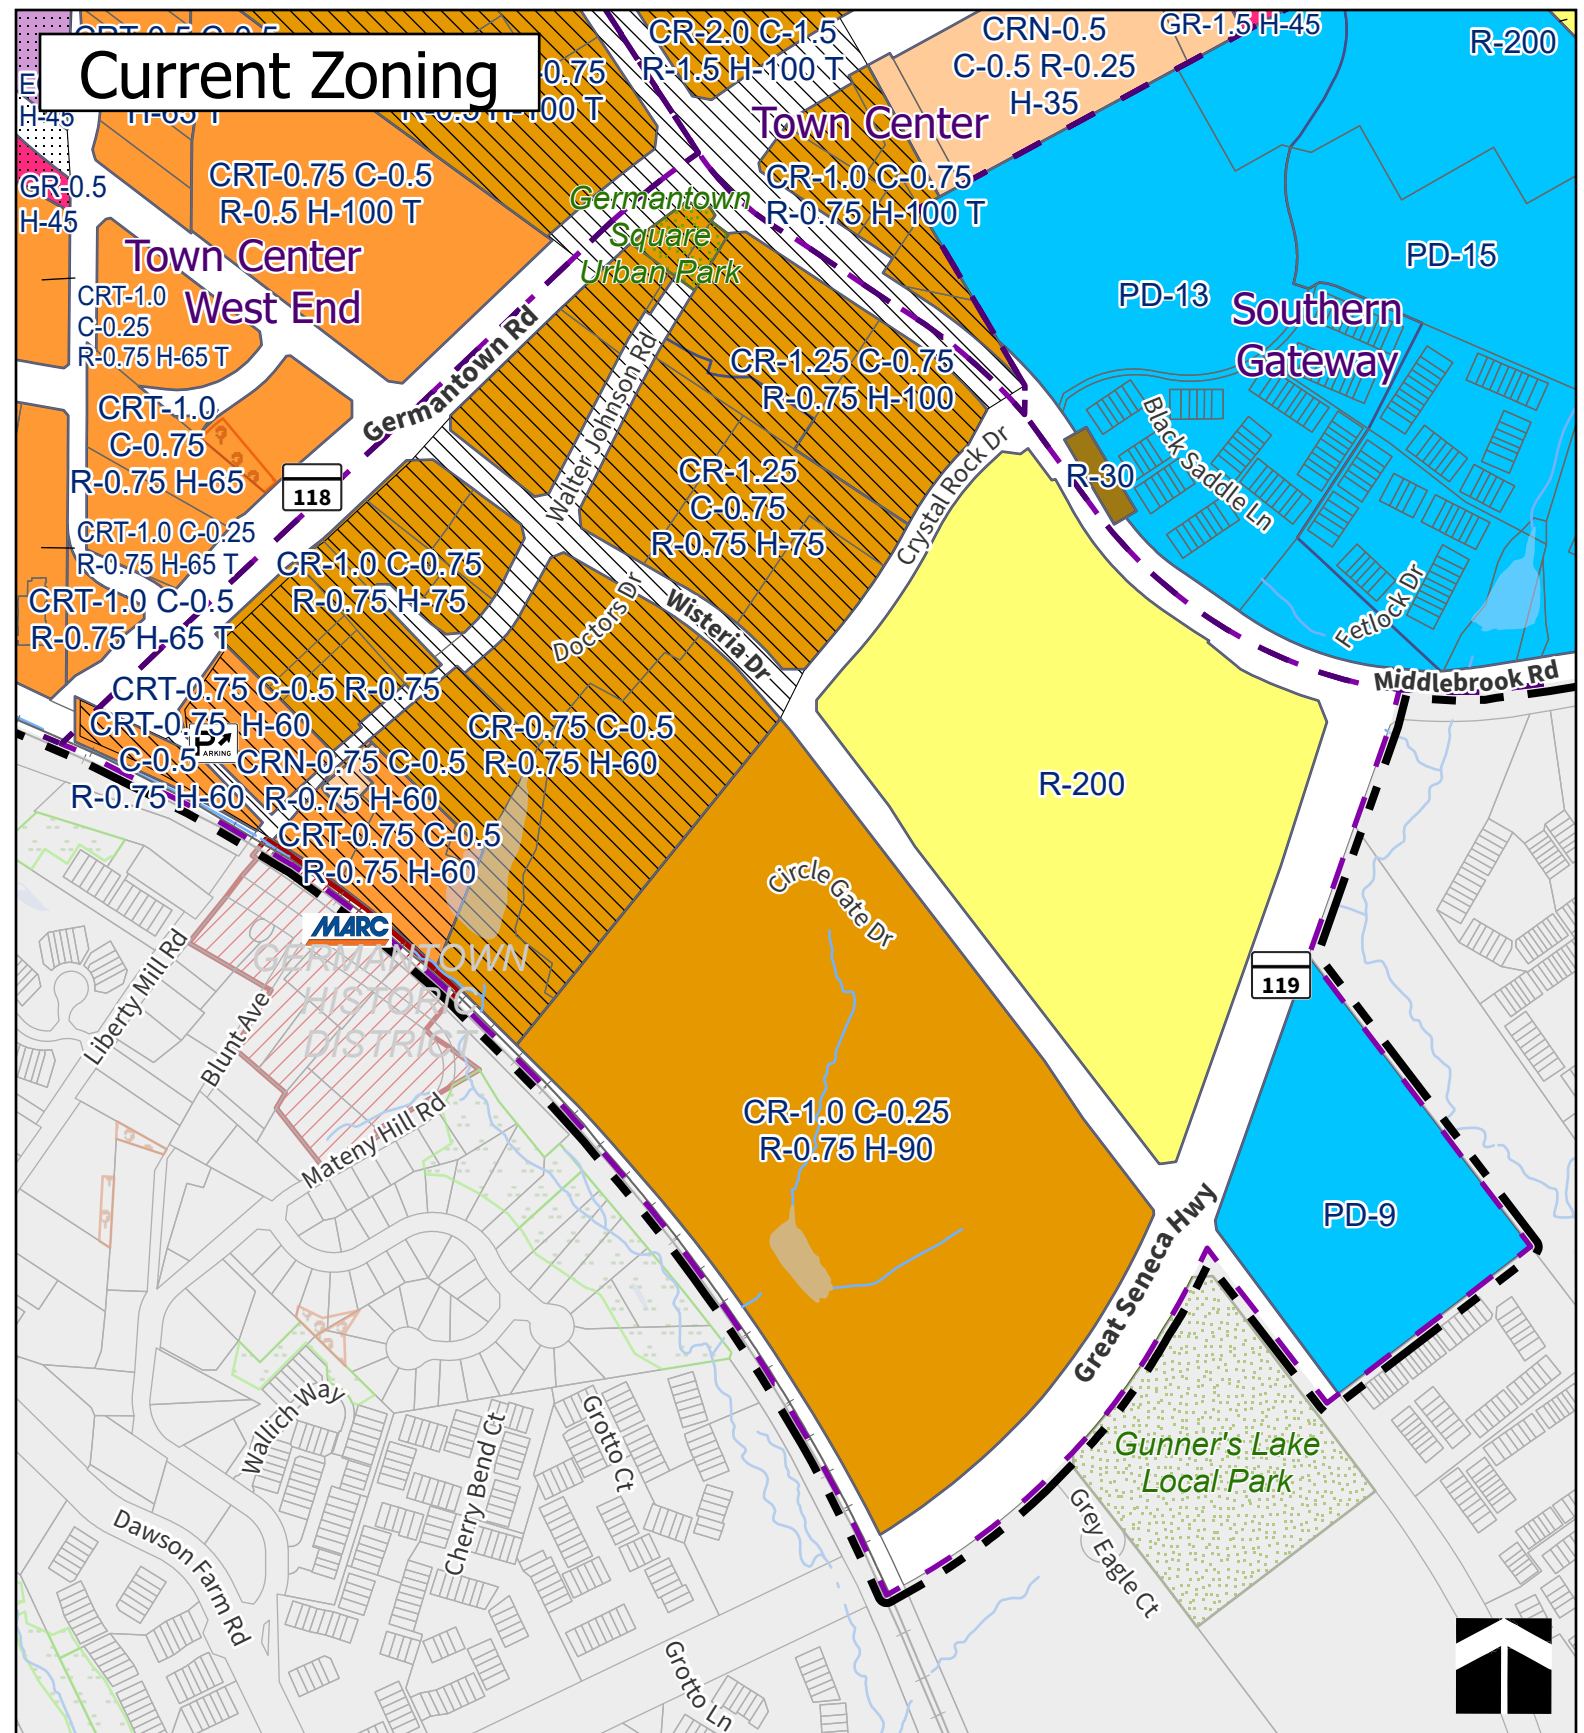 Current Zoning
CR-2.0 C-1.5
R-1.5 H-100 T
CRN-0.5
C-0.5 R-0.25
H-35
GR-1.5 H-45
R-200
H-45
H-65 T
GR-0.5
H-45
CRT-0.75 C-0.5
R-0.5 H-100 T
Town Center
West End
Town Center
CR-1.0 C-0.75
R-0.75 H-100 T
Germantown
Square
Urban Park
PD-15
PD-13
Southern
Gateway
CRT-1.0
C-0.25
R-0.75 H-65 T
Germantown Rd
Walter Johnson Rd
CR-1.25 C-0.75
R-0.75 H-100
CRT-1.0
C-0.75
R-0.75 H-65
118
CR-1.25
C-0.75
R-0.75 H-75
Crystal Rock Dr
R-30
Black Saddle Ln
CRT-1.0 C-0.25
R-0.75 H-65 T
CR-1.0 C-0.75
R-0.75 H-75
CRT-1.0 C-0.5
R-0.75 H-65 T
Doctors Dr
Wisteria Dr
Fetlock Dr
Middlebrook Rd
CRT-0.75 C-0.5 R-0.75
H-60
CRT-0.75
C-0.5
R-0.75 H-60
P
ARKING
CRN-0.75 C-0.5
R-0.75 H-60
CR-0.75 C-0.5
R-0.75 H-60
CRT-0.75 C-0.5
R-0.75 H-60
R-200
Circle Gate Dr
MARC
GERMANTOWN
HISTORIC
DISTRICT
Liberty Mill Rd
Blunt Ave
Mateny Hill Rd
119
CR-1.0 C-0.25
R-0.75 H-90
PD-9
Great Seneca Hwy
Gunner's Lake
Local Park
Wallich Way
Cherry Bend Ct
Grotto Ct
Grey Eagle Ct
Dawson Farm Rd
Grotto Ln